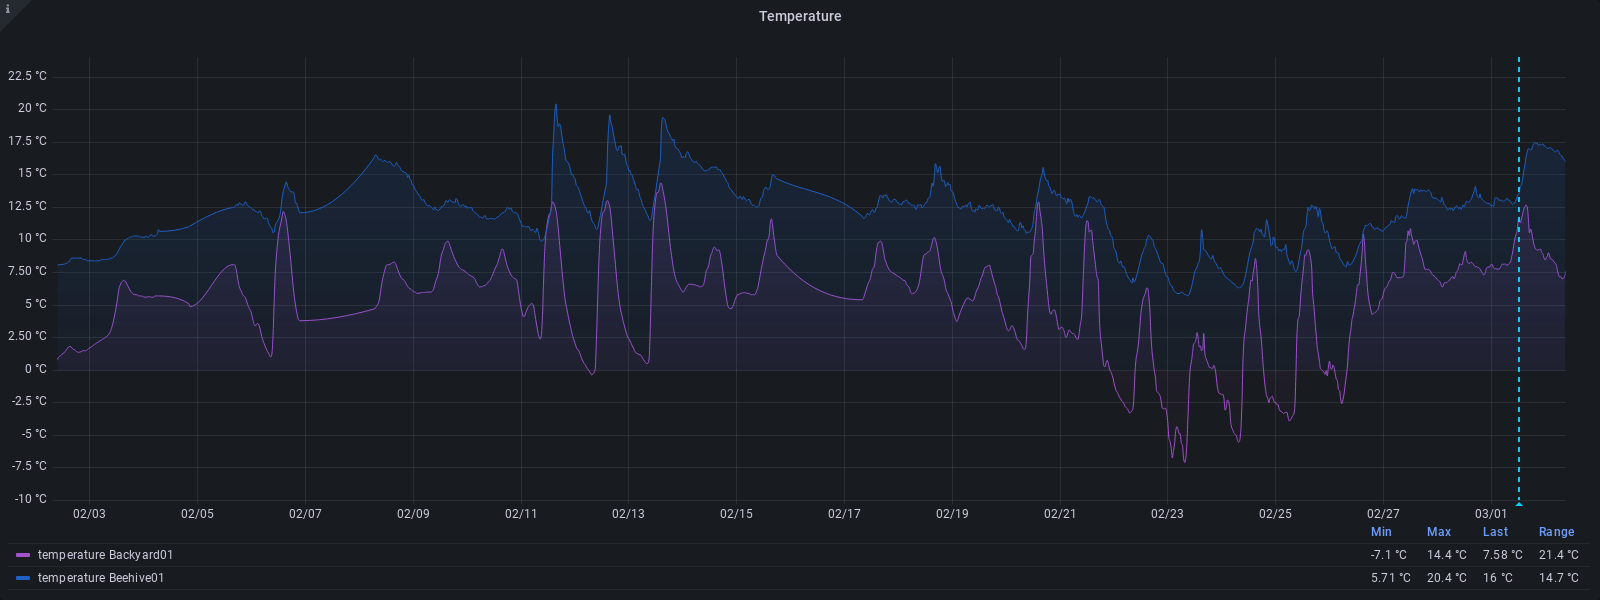 i
Temperature
22.5 °C
20 °C
17.5 °C
15 °C
12.5 °C
10 °C
7.50 °C
5 °C
2.50 °C
0 °C
-2.5 °C
-5 °C
-7.5 °C
-10 °C
02/03 02/05 02/07 02/09 02/11 02/13 02/15 02/17 02/19 02/21 02/23 02/25 02/27 03/01
Min Max Last Range
temperature Backyard01 -7.1 °C 14.4 °C 7.58 °C 21.4 °C
temperature Beehive01 5.71 °C 20.4 °C 16 °C 14.7 °C